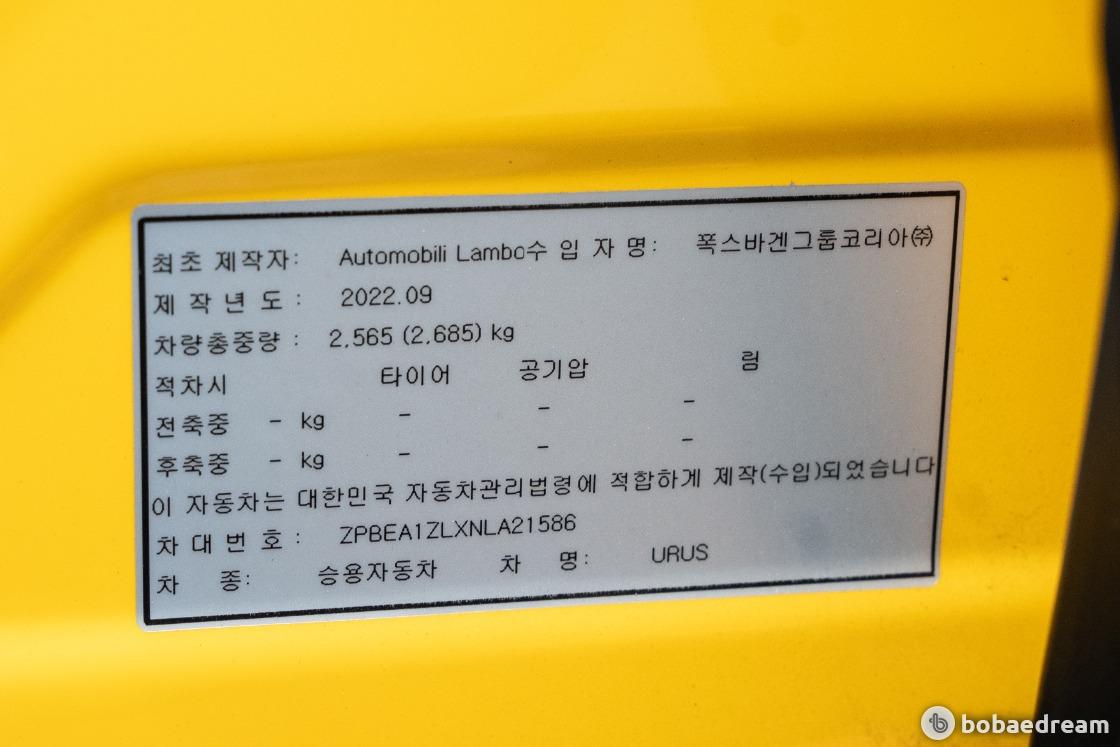 최초 제작자: Automobili Lambo수 입 자 명: 폭스바겐그룹코리아㈜
제 작 년 도 : 2022.09
차량총중량 : 2,565 (2,685) kg
적차시 타이어 공기압 림
전축중 - kg - - -
후축중 - kg - - -
이 자동차는 대한민국 자동차관리법령에 적합하게 제작(수입)되었습니다
차 대 번 호 : ZPBEA1ZLXNLA21586
차 종: 승용자동차 차 명: URUS
bobaedream